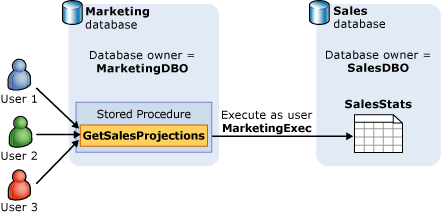 Marketing
database
Database owner =
MarketingDBO
Sales
database
Database owner =
SalesDBO
User 1
User 2
User 3
Stored Procedure
GetSalesProjections
Execute as user
MarketingExec
SalesStats